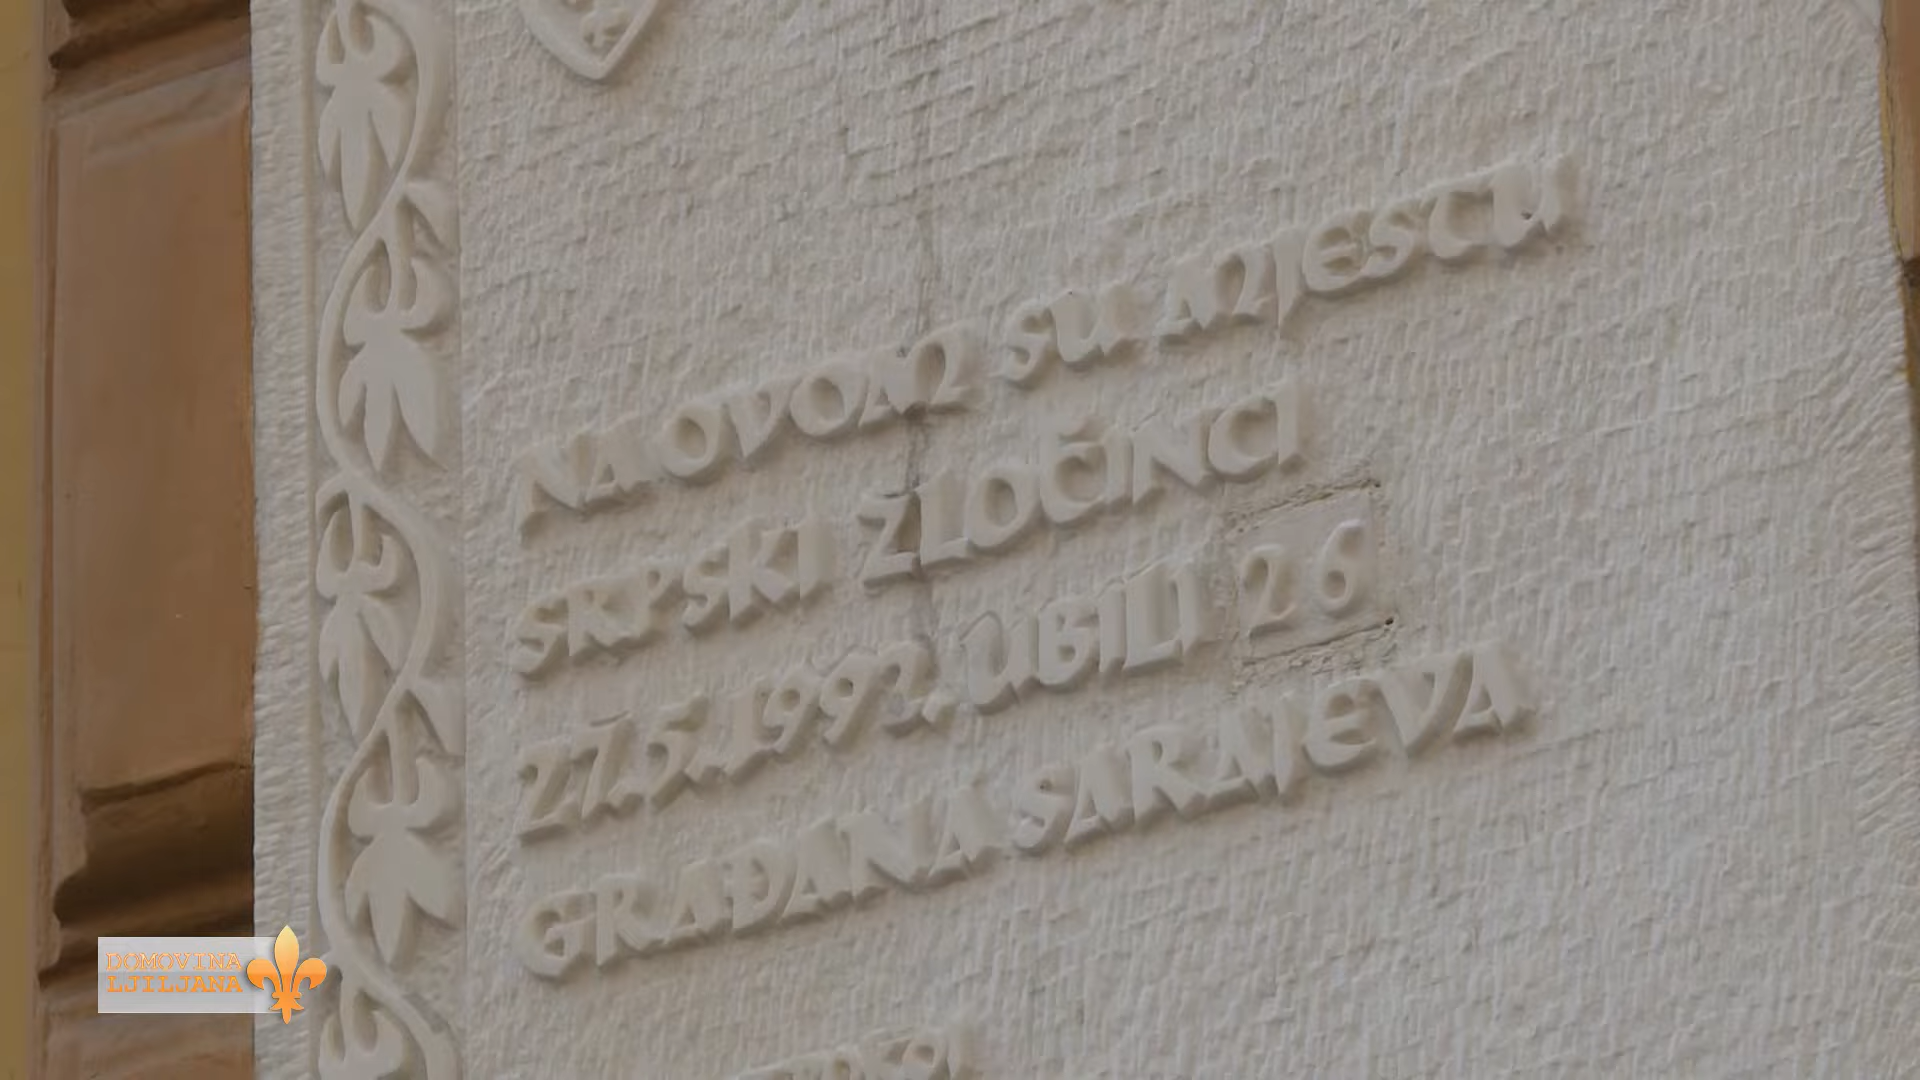 NA OVOM SU MJESTU
SRPSKI ZLOČINCI
27.5.1992. UBILI 26
GRAĐANA SARAJEVA
DOMOVINA
LJILJANA